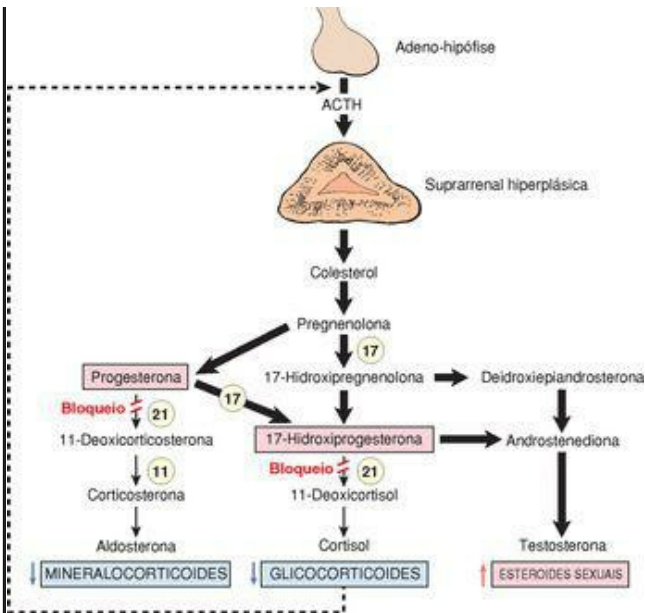 Adeno-hipófise
ACTH
Suprarrenal hiperplásica
Colesterol
Pregnenolona
17
Progesterona
17
17-Hidroxipregnenolona
Deidroxiepiandrosterona
Bloqueio
21
11-Deoxicorticosterona
17-Hidroxiprogesterona
Androstenediona
Bloqueio
21
11
11-Deoxicortisol
Corticosterona
Aldosterona
Cortisol
Testosterona
MINERALOCORTICOIDES
GLICOCORTICOIDES
ESTEROIDES SEXUAIS